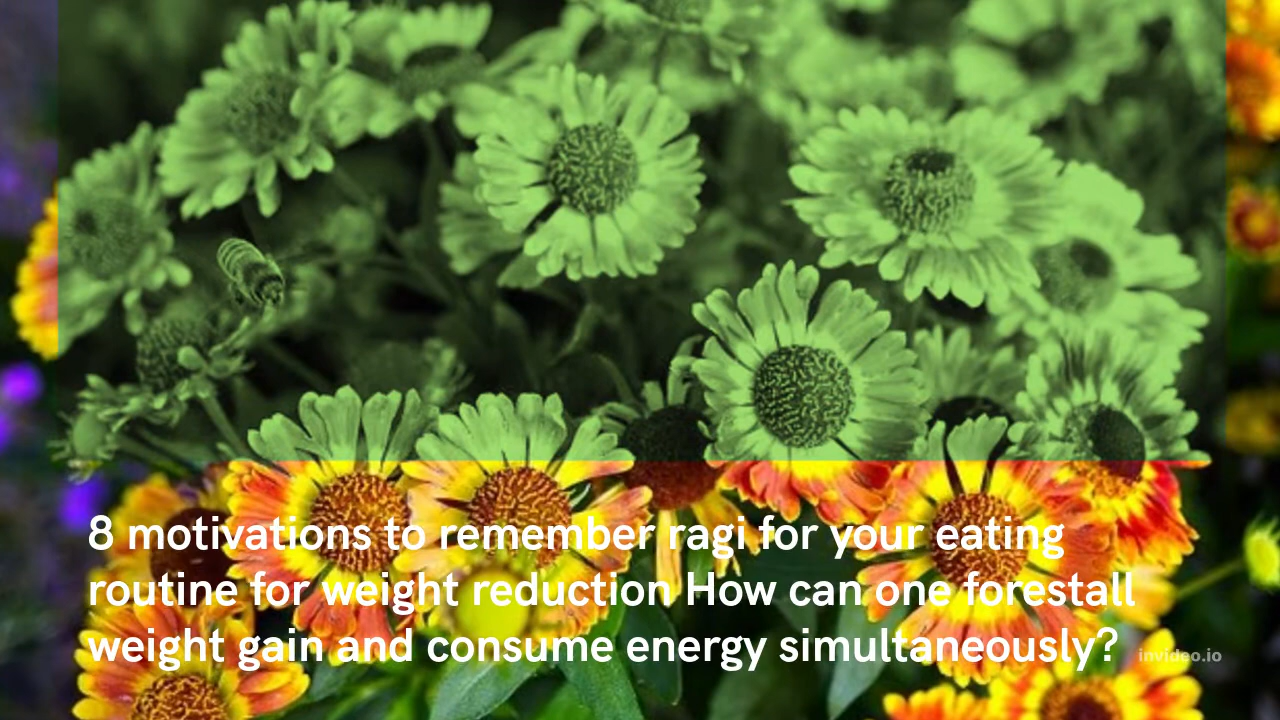 8 motivations to remember ragi for your eating
routine for weight reduction How can one forestall
weight gain and consume energy simultaneously?
invideo.io